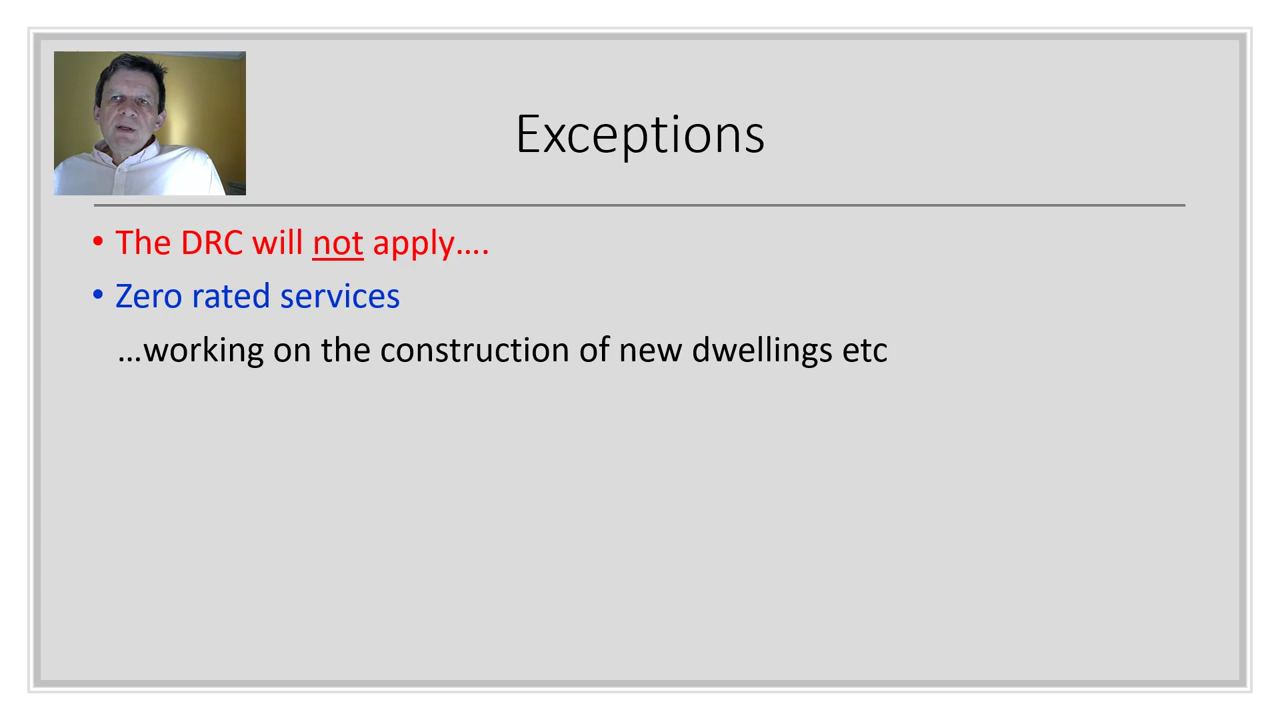 Exceptions
• The DRC will not apply….
• Zero rated services
…working on the construction of new dwellings etc